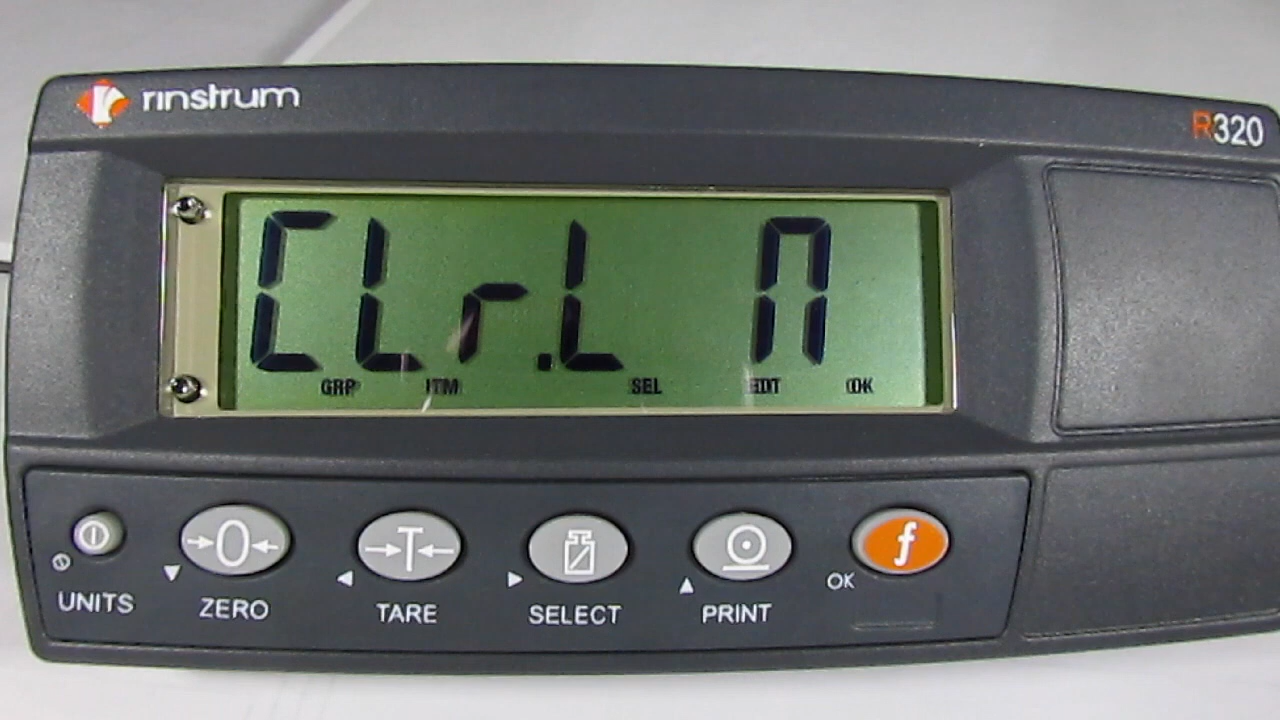 rinstrum
R320
CLr.L n
GRP ITM SEL EDT OK
OK
UNITS ZERO TARE SELECT PRINT